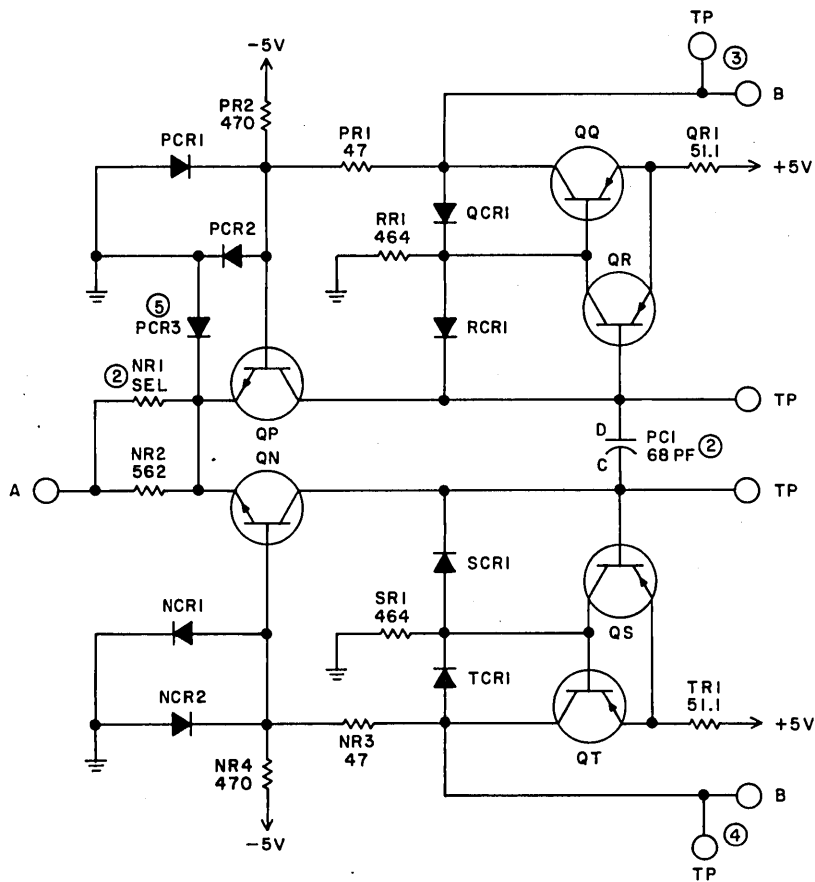 TP
③
-5V
B
PR2
470
PCR1
PR1
47
QQ
QR1
51.1
+5V
QCR1
PCR2
RR1
464
QR
⑤
PCR3
RCR1
② NR1
SEL
TP
QP
D
PC1
68 PF ②
C
NR2
562
QN
A
TP
SCR1
NCR1
SR1
464
QS
NCR2
TCR1
TR1
51.1
+5V
NR3
47
QT
NR4
470
B
-5V
④
TP